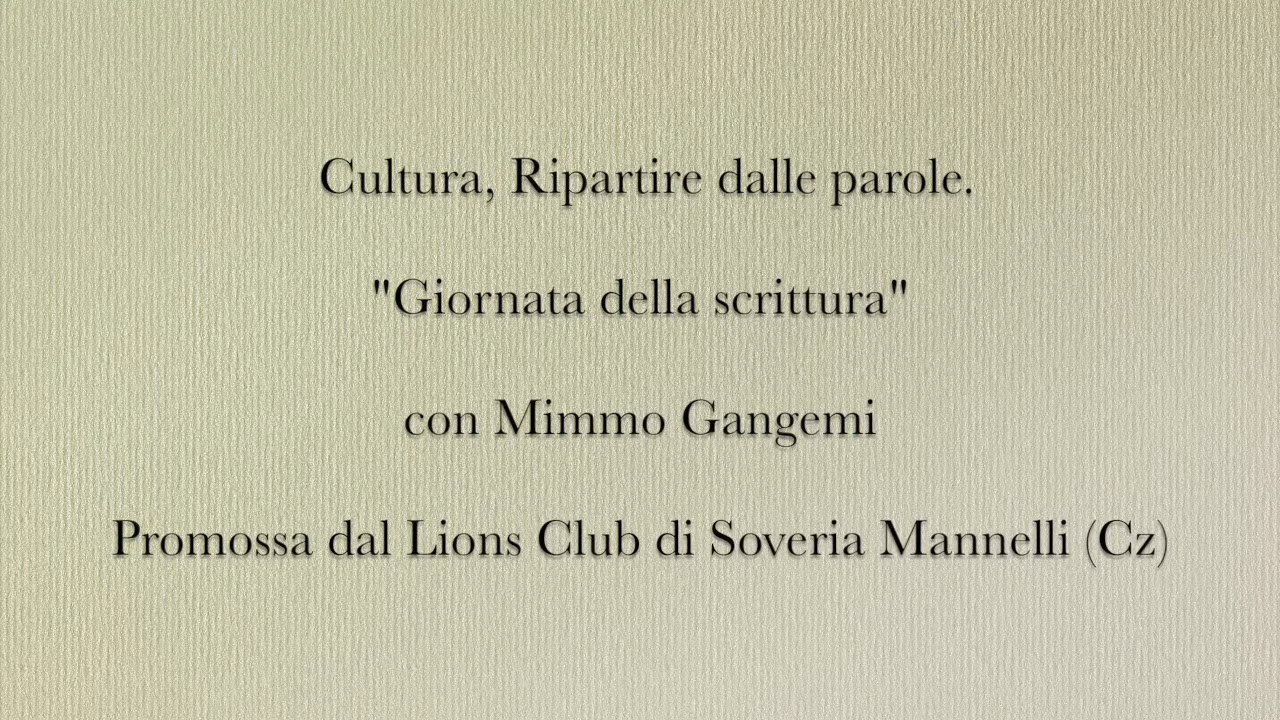 Cultura, Ripartire dalle parole.
"Giornata della scrittura"
con Mimmo Gangemi
Promossa dal Lions Club di Soveria Mannelli (Cz)